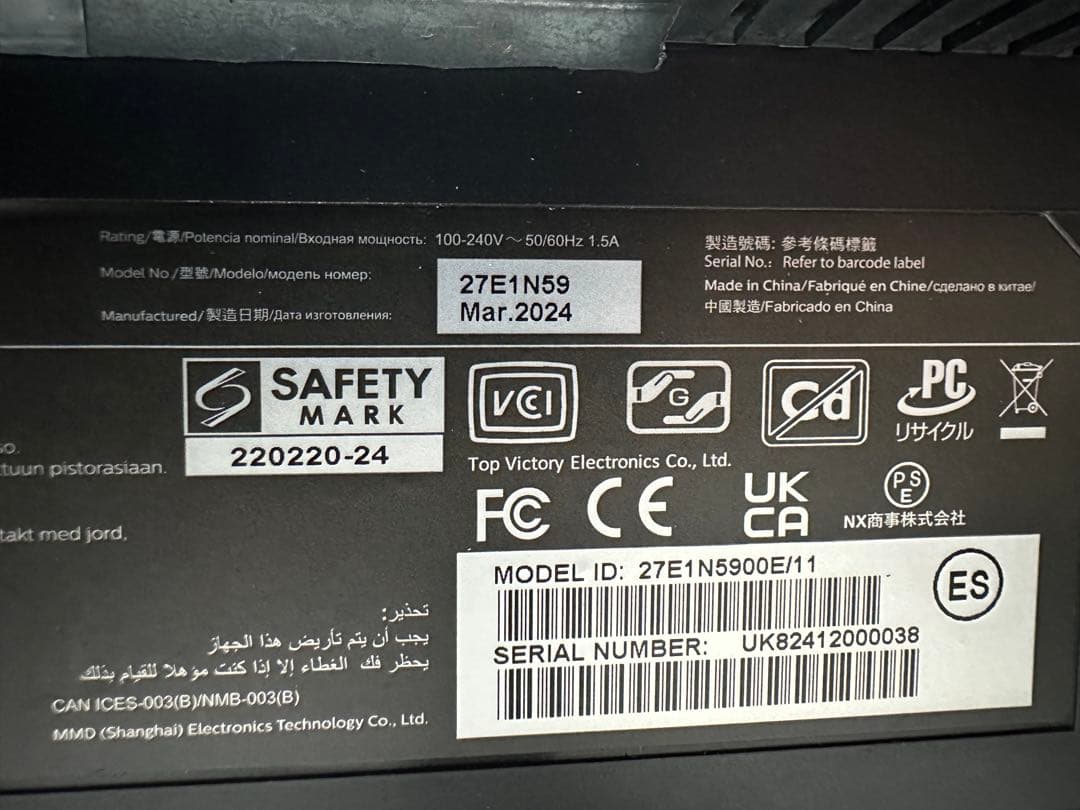 Rating/電源/Potencia nominal/Входная мощность: 100-240V～ 50/60Hz 1.5A
Model No./型號/Modelo/модель номер: 27E1N59
Manufactured/製造日期/Дата изготовления: Mar.2024
製造號碼: 參考條碼標籤
Serial No.: Refer to barcode label
Made in China/Fabriqué en Chine/сделано в китае/
中國製造/Fabricado en China
SAFETY
MARK
220220-24
VCCI
G
Cd
PC
リサイクル
Top Victory Electronics Co., Ltd.
FC CE
UK
CA
PS
E
NX商事株式会社
so.
tuun pistorasiaan.
takt med jord,
MODEL ID: 27E1N5900E/11
ES
SERIAL NUMBER: UK82412000038
تحذير:
يجب أن يتم تأريض هذا الجهاز
يحظر فك الغطاء إلا إذا كنت مؤهلا للقيام بذلك
CAN ICES-003(B)/NMB-003(B)
MMD (Shanghai) Electronics Technology Co., Ltd.